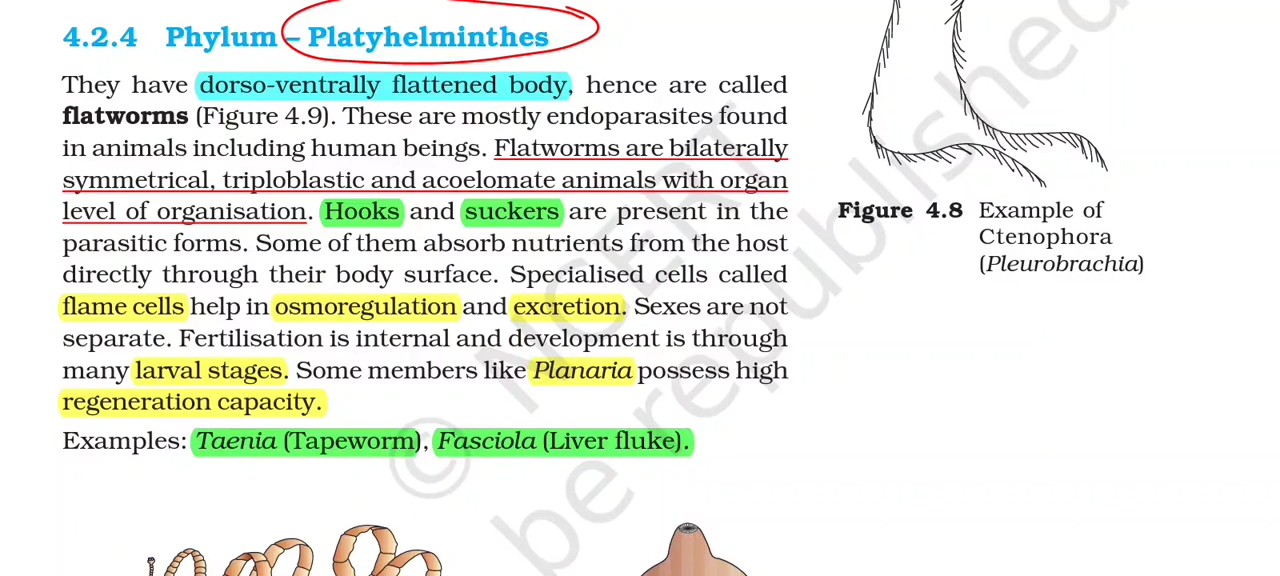 4.2.4 Phylum – Platyhelminthes
They have dorso-ventrally flattened body, hence are called
flatworms (Figure 4.9). These are mostly endoparasites found
in animals including human beings. Flatworms are bilaterally
symmetrical, triploblastic and acoelomate animals with organ
level of organisation. Hooks and suckers are present in the
parasitic forms. Some of them absorb nutrients from the host
directly through their body surface. Specialised cells called
flame cells help in osmoregulation and excretion. Sexes are not
separate. Fertilisation is internal and development is through
many larval stages. Some members like Planaria possess high
regeneration capacity.
Examples: Taenia (Tapeworm), Fasciola (Liver fluke).
Figure 4.8 Example of
Ctenophora
(Pleurobrachia)
© NCERT
be republished